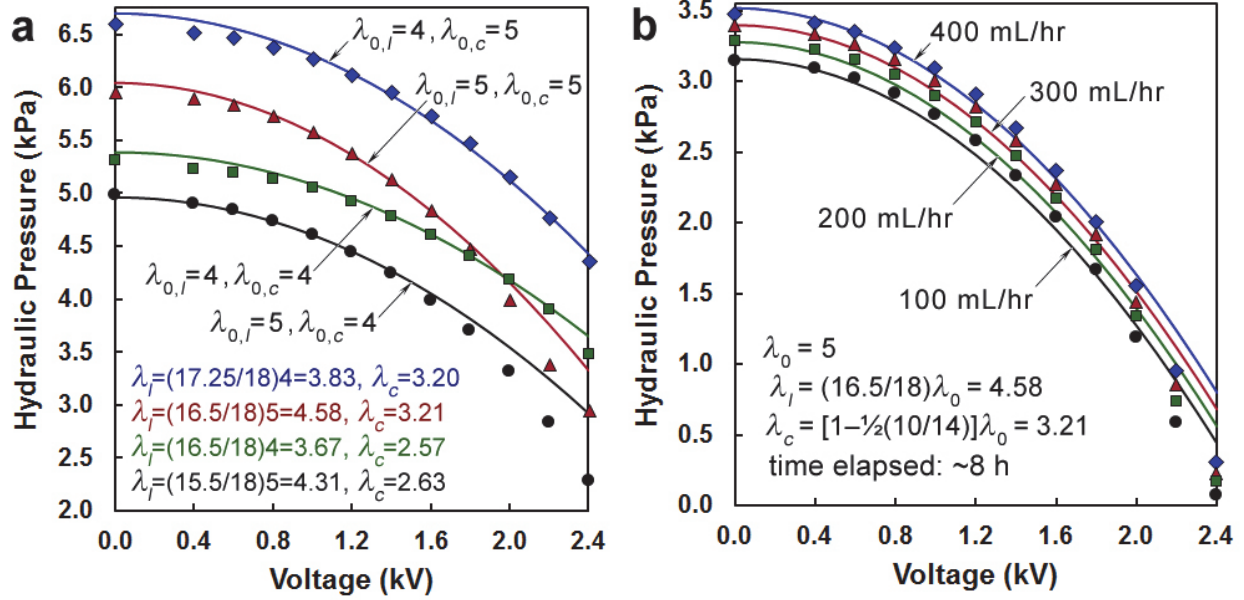 a
Hydraulic Pressure (kPa)
6.5
6.0
5.5
5.0
4.5
4.0
3.5
3.0
2.5
2.0
λ0,l=4, λ0,c=5
λ0,l=5, λ0,c=5
λ0,l=4, λ0,c=4
λ0,l=5, λ0,c=4
λl=(17.25/18)4=3.83, λc=3.20
λl=(16.5/18)5=4.58, λc=3.21
λl=(16.5/18)4=3.67, λc=2.57
λl=(15.5/18)5=4.31, λc=2.63
0.0 0.4 0.8 1.2 1.6 2.0 2.4
Voltage (kV)
b
Hydraulic Pressure (kPa)
3.5
3.0
2.5
2.0
1.5
1.0
0.5
0.0
400 mL/hr
300 mL/hr
200 mL/hr
100 mL/hr
λ0 = 5
λl = (16.5/18)λ0 = 4.58
λc = [1–½(10/14)]λ0 = 3.21
time elapsed: ~8 h
0.0 0.4 0.8 1.2 1.6 2.0 2.4
Voltage (kV)